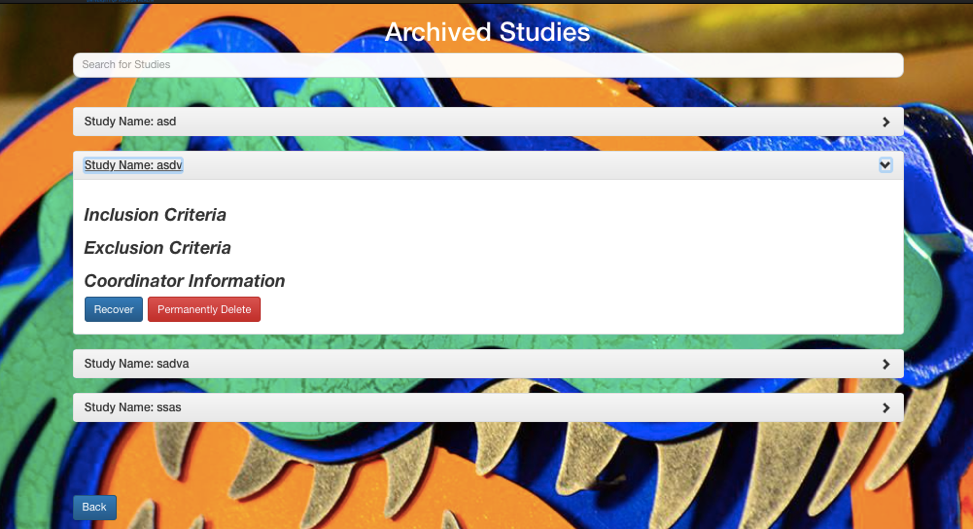 Archived Studies
Search for Studies
Study Name: asd
Study Name: asdv
Inclusion Criteria
Exclusion Criteria
Coordinator Information
Recover Permanently Delete
Study Name: sadva
Study Name: ssas
Back